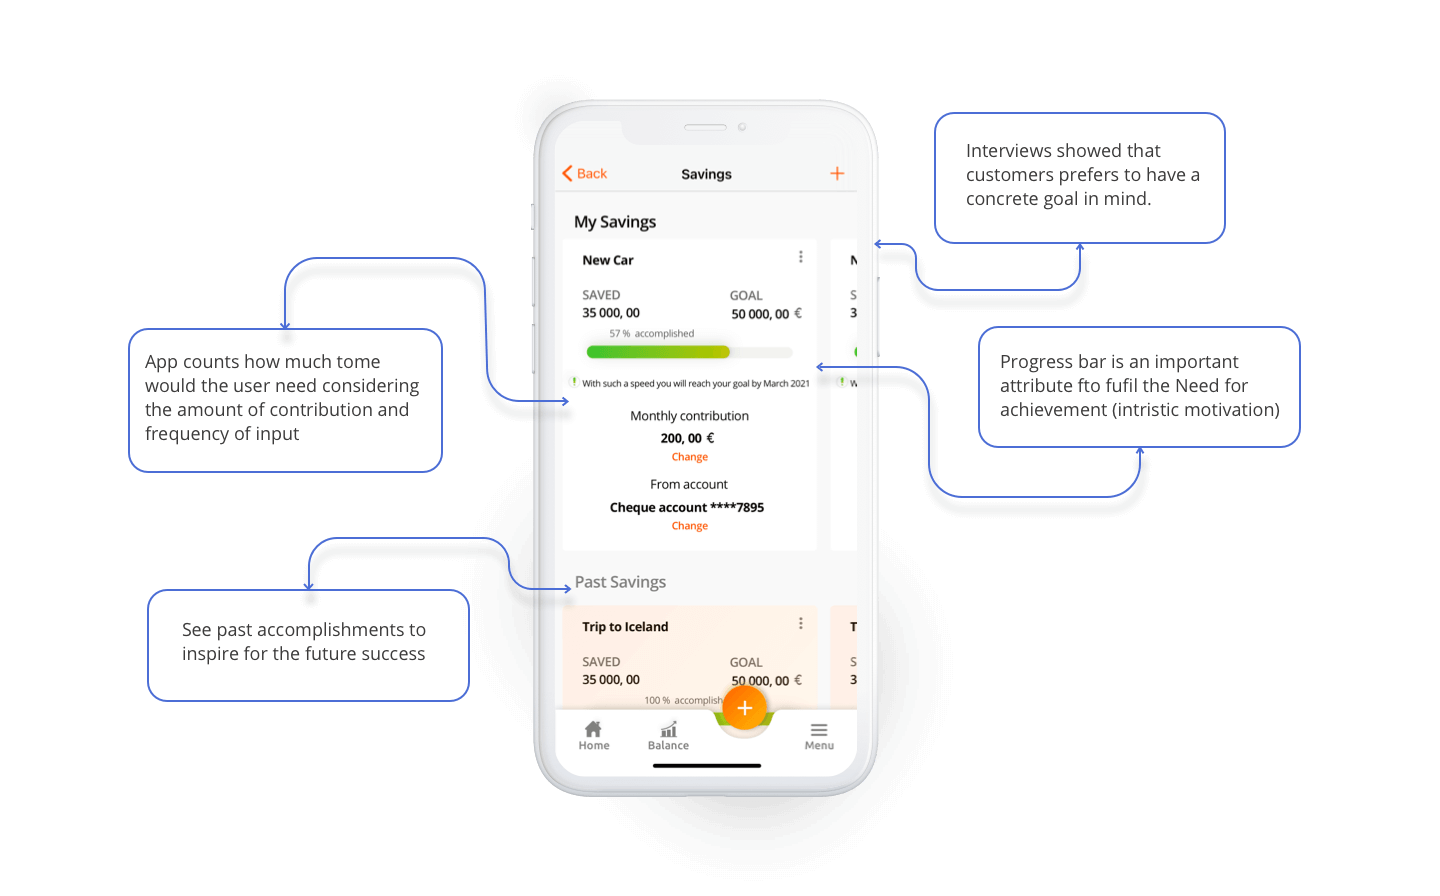 Back
Savings
+
My Savings
New Car
N
SAVED
GOAL
S
35 000, 00
50 000, 00 €
3
57 % accomplished
With such a speed you will reach your goal by March 2021
W
Monthly contribution
200, 00 €
Change
From account
Cheque account ****7895
Change
Past Savings
Trip to Iceland
T
SAVED
GOAL
S
35 000, 00
50 000, 00 €
3
100 % accomplish
+
Home
Balance
Menu
Interviews showed that
customers prefers to have a
concrete goal in mind.
Progress bar is an important
attribute fto fufil the Need for
achievement (intristic motivation)
App counts how much tome
would the user need considering
the amount of contribution and
frequency of input
See past accomplishments to
inspire for the future success